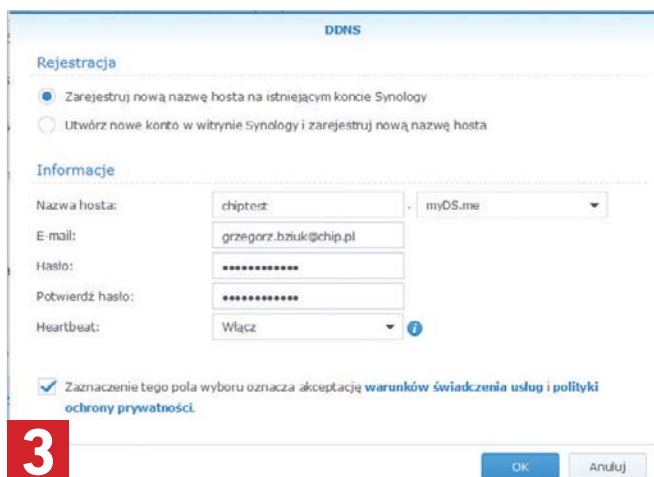 DDNS
Rejestracja
Zarejestruj nową nazwę hosta na istniejącym koncie Synology
Utwórz nowe konto w witrynie Synology i zarejestruj nową nazwę hosta
Informacje
Nazwa hosta: chiptest . myDS.me
E-mail: grzegorz.bziuk@chip.pl
Hasło: ••••••••••••
Potwierdź hasło: ••••••••••••
Heartbeat: Włącz
Zaznaczenie tego pola wyboru oznacza akceptację warunków świadczenia usług i polityki
ochrony prywatności.
3
OK Anuluj